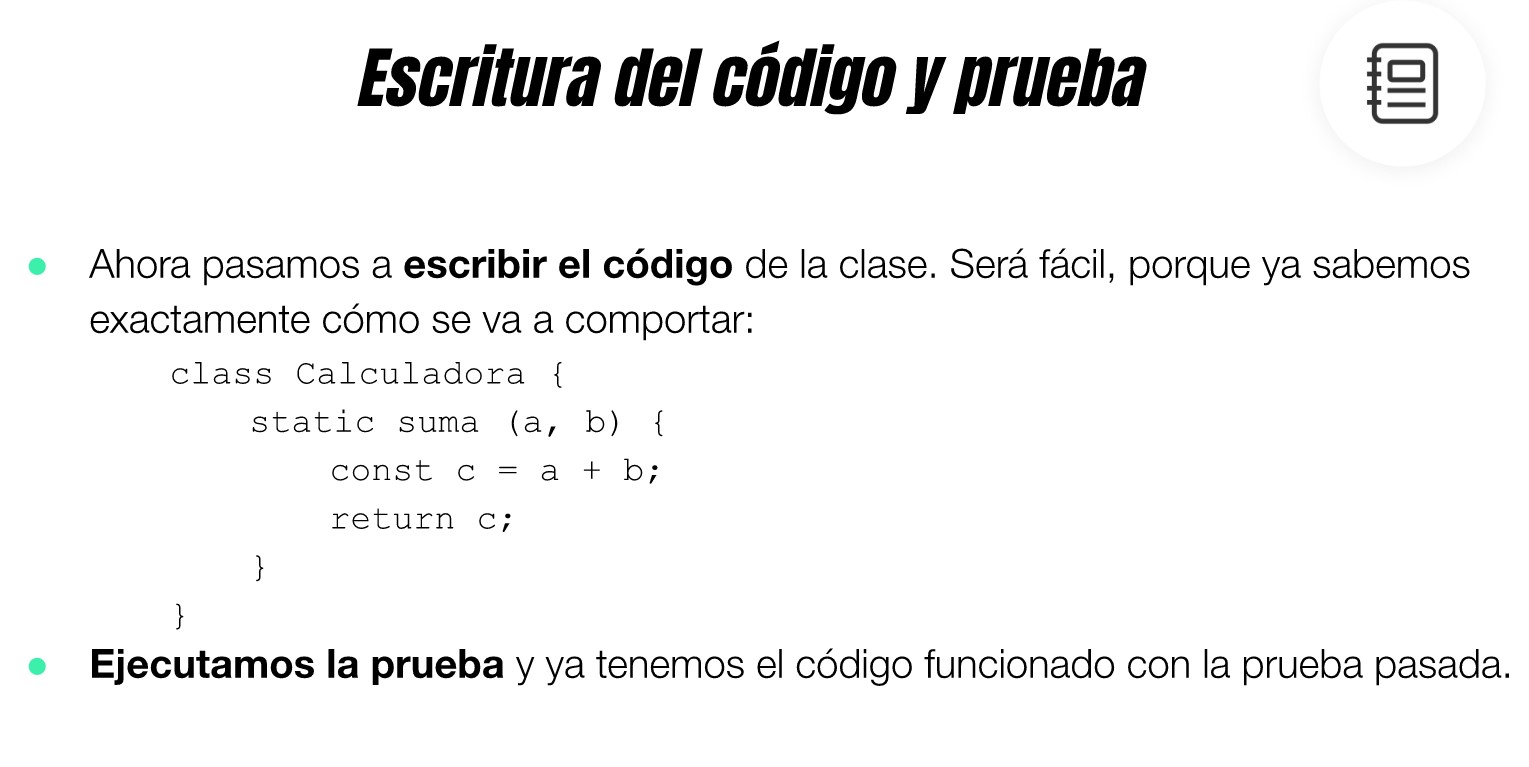 Escritura del código y prueba
● Ahora pasamos a escribir el código de la clase. Será fácil, porque ya sabemos
exactamente cómo se va a comportar:
class Calculadora {
static suma (a, b) {
const c = a + b;
return c;
}
}
● Ejecutamos la prueba y ya tenemos el código funcionado con la prueba pasada.